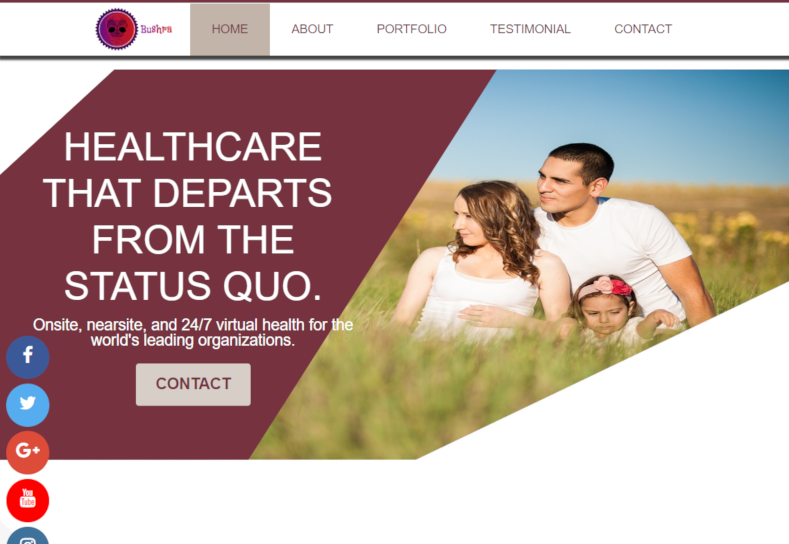 Bushra
HOME
ABOUT
PORTFOLIO
TESTIMONIAL
CONTACT
HEALTHCARE
THAT DEPARTS
FROM THE
STATUS QUO.
Onsite, nearsite, and 24/7 virtual health for the
world's leading organizations.
CONTACT
f
G+
You
Tube